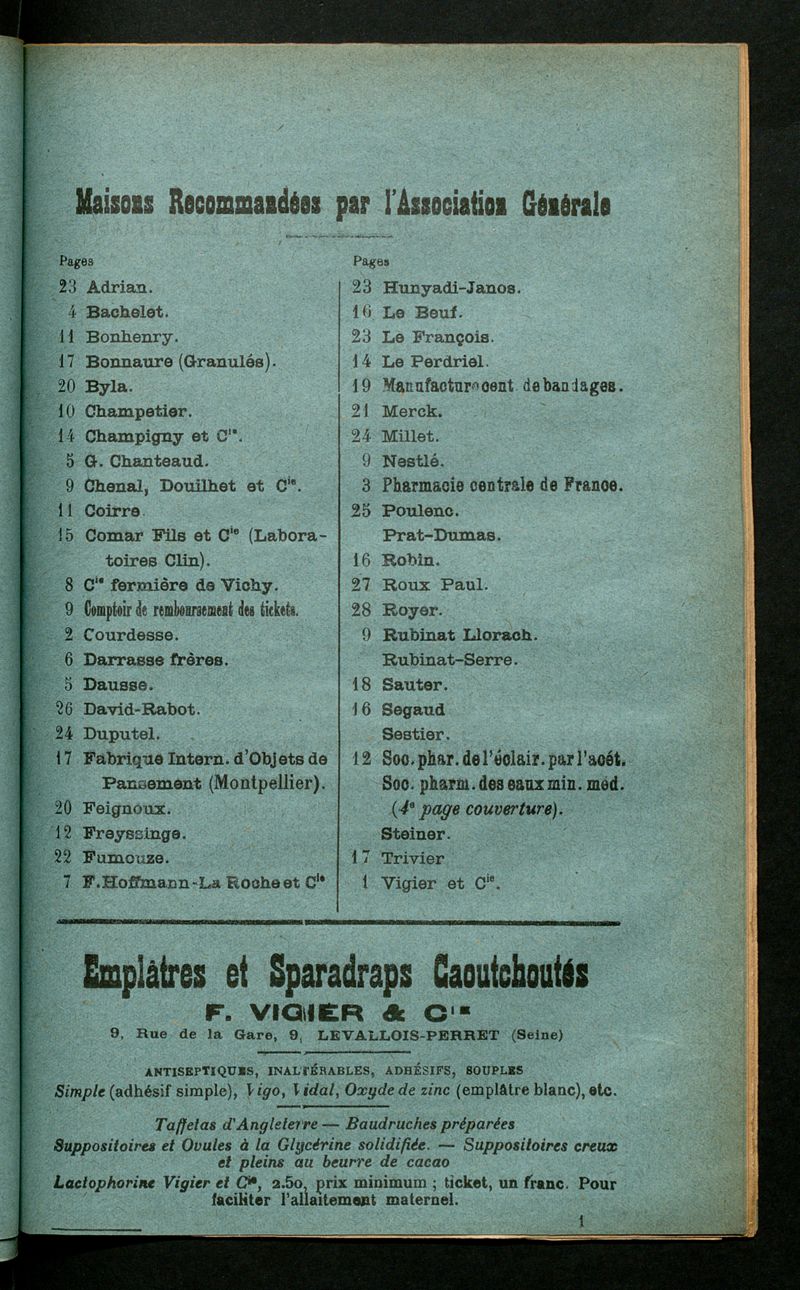 Maisons Recommandées par l'Association Générale
Pages
23 Adrian.
4 Bachelet.
11 Bonhenry.
17 Bonnaure (Granulés).
20 Byla.
10 Champetier.
14 Champigny et Cie.
5 G. Chanteaud.
9 Chenal, Douilhet et Cie.
11 Coirre
15 Comar Fils et Cie (Labora-
toires Clin).
8 Cie fermière de Vichy.
9 Comptoir de remboursement des tickets.
2 Courdesse.
6 Darrasse frères.
5 Dausse.
26 David-Rabot.
24 Duputel.
17 Fabrique Intern. d'Objets de
Pansement (Montpellier).
20 Feignoux.
12 Freyssinge.
22 Fumouze.
7 F. Hoffmann-La Roche et Cie
Pages
23 Hunyadi-Janos.
16 Le Beuf.
23 Le François.
14 Le Perdriel.
19 Manufactur cent de bandages.
21 Merck.
24 Millet.
9 Nestlé.
3 Pharmacie centrale de France.
25 Poulenc.
Prat-Dumas.
16 Robin.
27 Roux Paul.
28 Royer.
9 Rubinat Llorach.
Rubinat-Serre.
18 Sauter.
16 Segaud
Sestier.
12 Soc. phar. de l'éclair. par l'acét.
Soc. pharm. des eaux min. méd.
(4e page couverture).
Steiner.
17 Trivier
1 Vigier et Cie.
Emplâtres et Sparadraps Caoutchoutés
F. VIGIER & Cie
9, Rue de la Gare, 9, LEVALLOIS-PERRET (Seine)
ANTISEPTIQUES, INALTÉRABLES, ADHÉSIFS, SOUPLES
Simple (adhésif simple), Vigo, Vidal, Oxyde de zinc (emplâtre blanc), etc.
Taffetas d'Angleterre — Baudruches préparées
Suppositoires et Ovules à la Glycérine solidifiée. — Suppositoires creux
et pleins au beurre de cacao
Lactophorine Vigier et Cie, 2.50, prix minimum ; ticket, un franc. Pour
faciliter l'allaitement maternel.
1